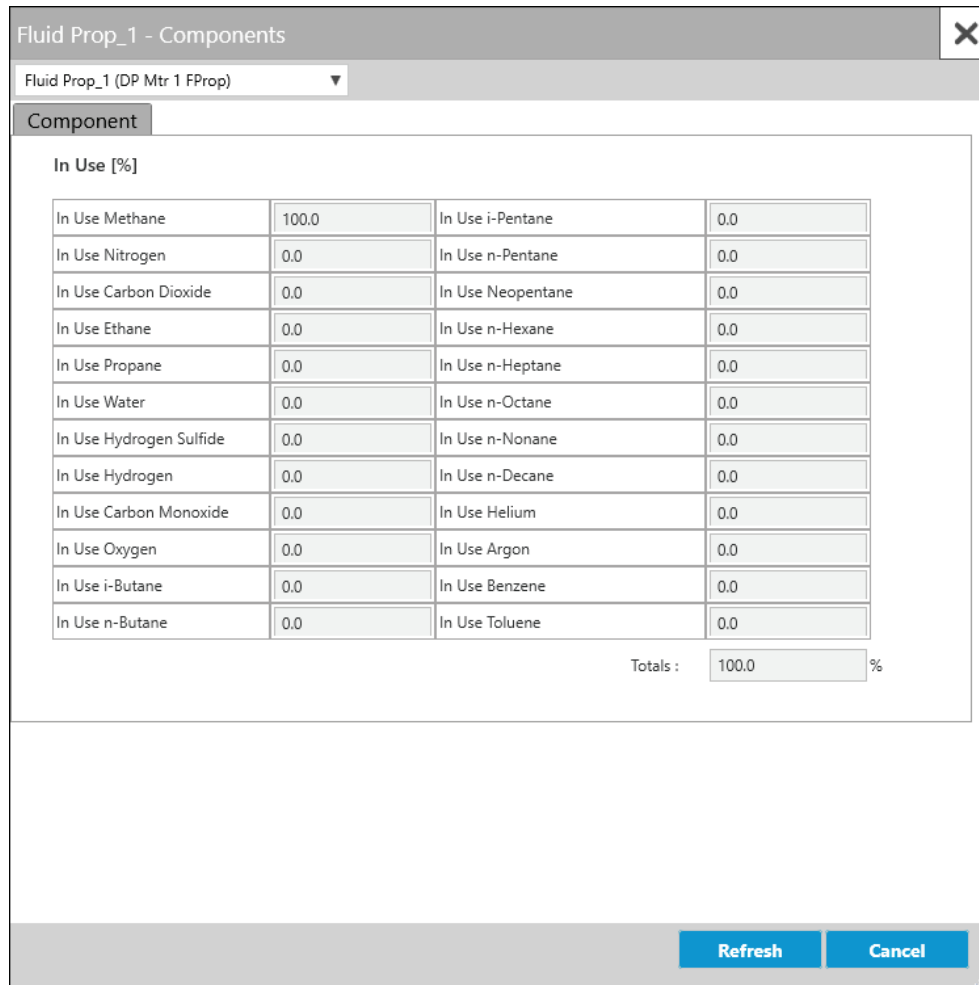 Fluid Prop_1 - Components
Fluid Prop_1 (DP Mtr 1 FProp)
Component
In Use [%]
In Use Methane 100.0 In Use i-Pentane 0.0
In Use Nitrogen 0.0 In Use n-Pentane 0.0
In Use Carbon Dioxide 0.0 In Use Neopentane 0.0
In Use Ethane 0.0 In Use n-Hexane 0.0
In Use Propane 0.0 In Use n-Heptane 0.0
In Use Water 0.0 In Use n-Octane 0.0
In Use Hydrogen Sulfide 0.0 In Use n-Nonane 0.0
In Use Hydrogen 0.0 In Use n-Decane 0.0
In Use Carbon Monoxide 0.0 In Use Helium 0.0
In Use Oxygen 0.0 In Use Argon 0.0
In Use i-Butane 0.0 In Use Benzene 0.0
In Use n-Butane 0.0 In Use Toluene 0.0
Totals : 100.0 %
Refresh Cancel